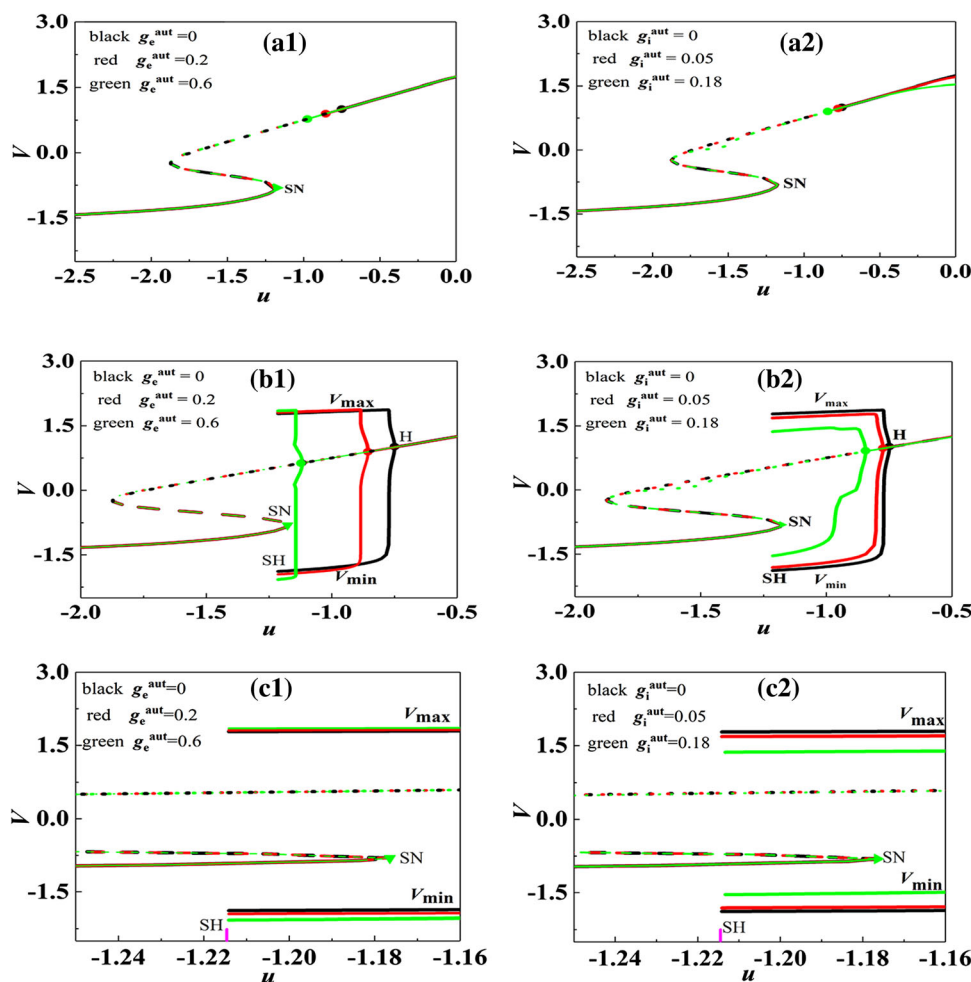 (a1)
black g_e^aut=0
red g_e^aut=0.2
green g_e^aut=0.6
3.0
1.5
0.0
-1.5
V
SN
-2.5 -2.0 -1.5 -1.0 -0.5 0.0
u
(a2)
black g_i^aut=0
red g_i^aut=0.05
green g_i^aut=0.18
3.0
1.5
0.0
-1.5
V
SN
-2.5 -2.0 -1.5 -1.0 -0.5 0.0
u
(b1)
black g_e^aut = 0
red g_e^aut = 0.2
green g_e^aut = 0.6
3.0
1.5
0.0
-1.5
V
Vmax
H
SN
SH
Vmin
-2.0 -1.5 -1.0 -0.5
u
(b2)
black g_i^aut = 0
red g_i^aut = 0.05
green g_i^aut = 0.18
3.0
1.5
0.0
-1.5
V
Vmax
H
SN
SH
Vmin
-2.0 -1.5 -1.0 -0.5
u
(c1)
black g_e^aut=0
red g_e^aut=0.2
green g_e^aut=0.6
3.0
1.5
0.0
-1.5
V
Vmax
SN
Vmin
SH
-1.24 -1.22 -1.20 -1.18 -1.16
u
(c2)
black g_i^aut=0
red g_i^aut=0.05
green g_i^aut=0.18
3.0
1.5
0.0
-1.5
V
Vmax
SN
Vmin
SH
-1.24 -1.22 -1.20 -1.18 -1.16
u